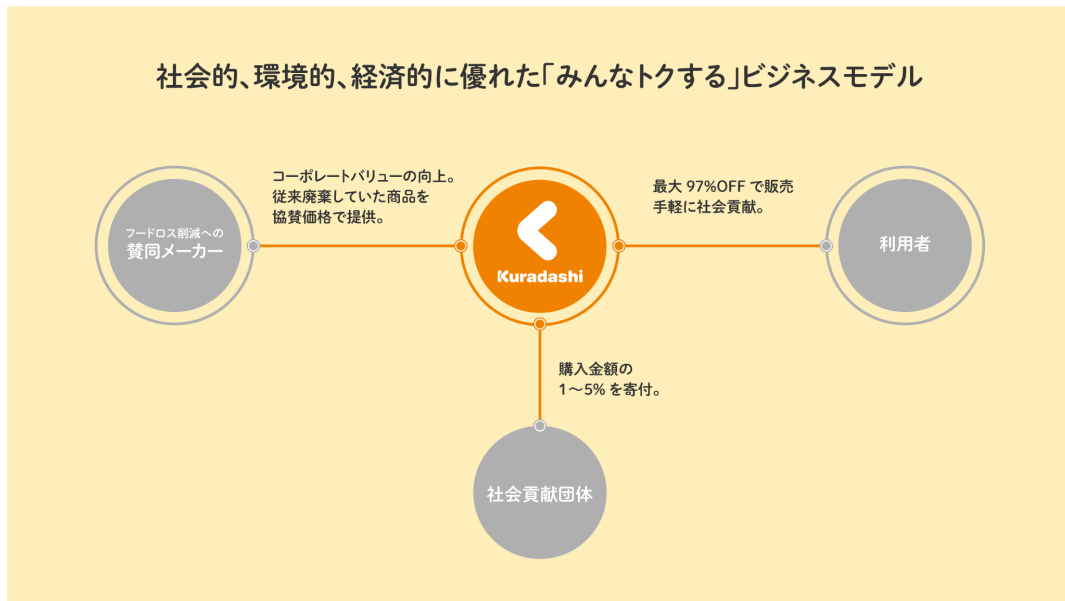 社会的、環境的、経済的に優れた「みんなトクする」ビジネスモデル
フードロス削減への
賛同メーカー
コーポレートバリューの向上。
従来廃棄していた商品を
協賛価格で提供。
Kuradashi
最大 97%OFF で販売
手軽に社会貢献。
利用者
購入金額の
1〜5% を寄付。
社会貢献団体